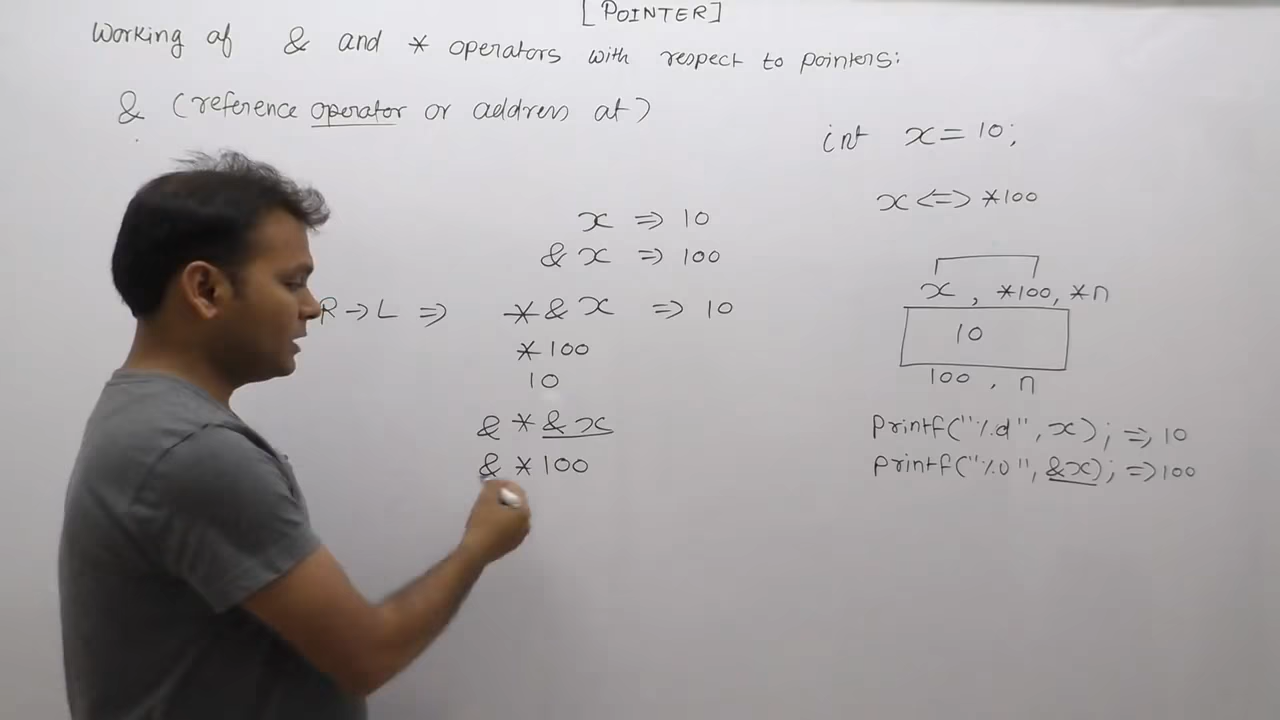 [POINTER]
Working of & and * operators with respect to pointers:
& (reference operator or address at)
int x = 10;
x <=> *100
x => 10
& x => 100
R -> L => *& x => 10
*100
10
& * & x
& * 100
x , *100, *n
10
100 , n
printf("%d", x); => 10
printf("%u", &x); => 100